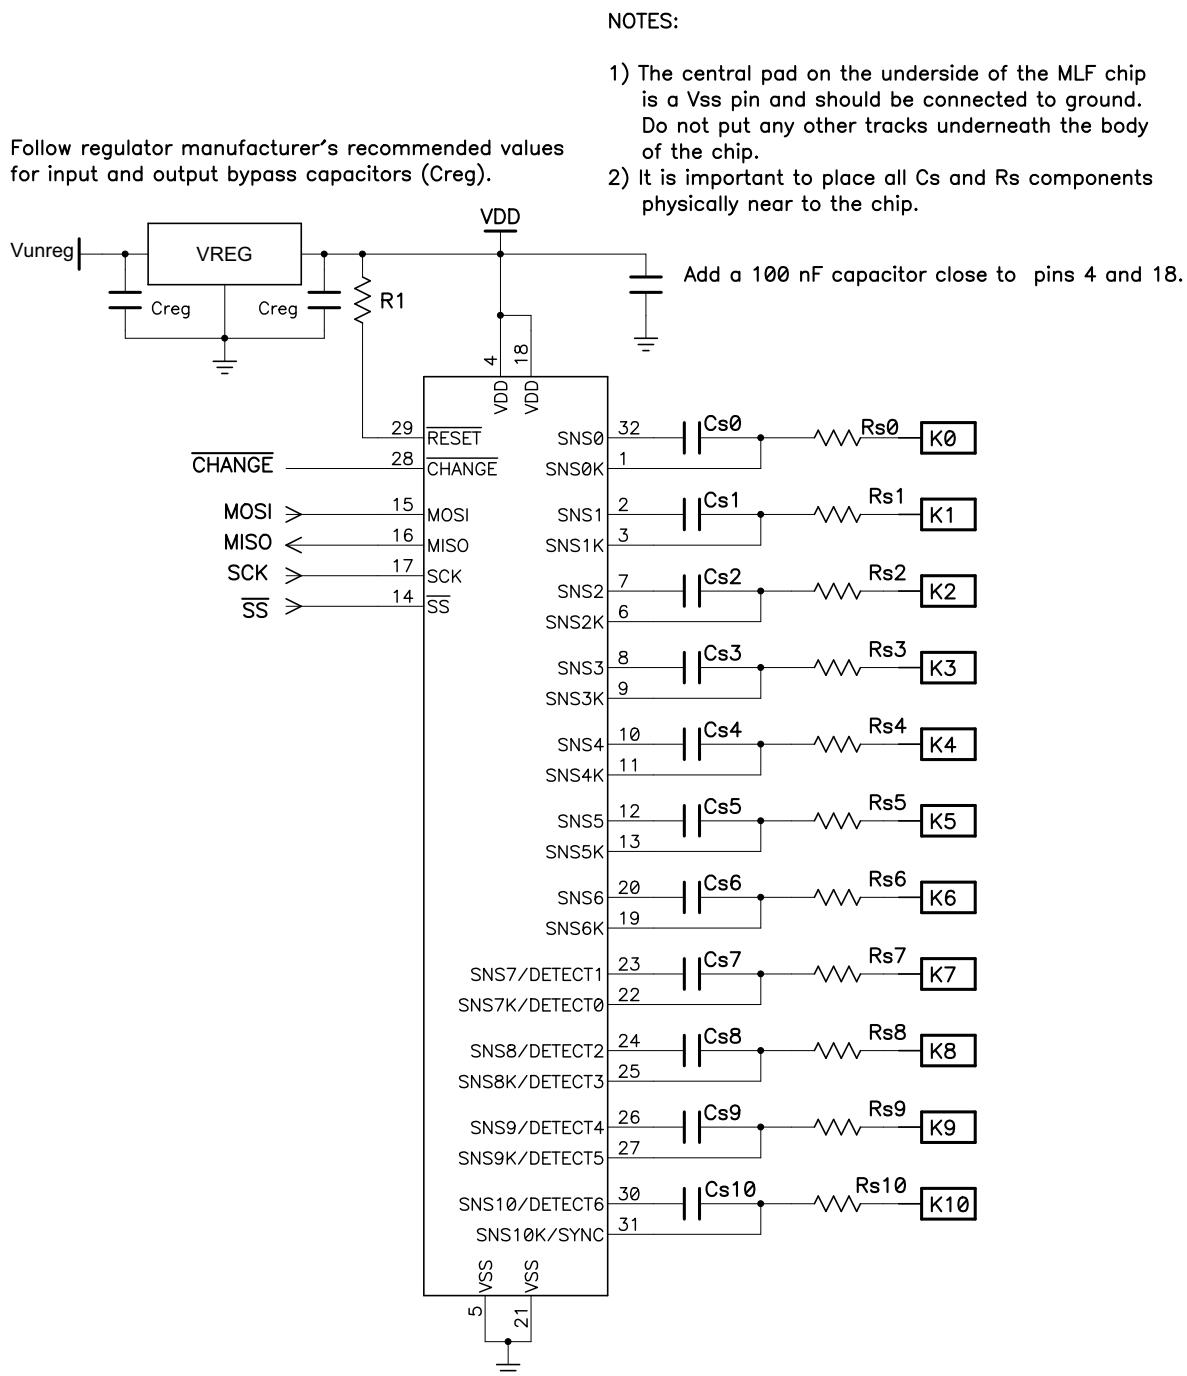 NOTES:
1) The central pad on the underside of the MLF chip
is a Vss pin and should be connected to ground.
Do not put any other tracks underneath the body
of the chip.
2) It is important to place all Cs and Rs components
physically near to the chip.
Follow regulator manufacturer's recommended values
for input and output bypass capacitors (Creg).
VDD
Vunreg
VREG
Creg
Creg
R1
Add a 100 nF capacitor close to pins 4 and 18.
4
18
VDD
VDD
29
RESET
CHANGE
28
CHANGE
MOSI
15
MOSI
MISO
16
MISO
SCK
17
SCK
SS
14
SS
SNS0
32
Cs0
Rs0
K0
SNS0K
1
SNS1
2
Cs1
Rs1
K1
SNS1K
3
SNS2
7
Cs2
Rs2
K2
SNS2K
6
SNS3
8
Cs3
Rs3
K3
SNS3K
9
SNS4
10
Cs4
Rs4
K4
SNS4K
11
SNS5
12
Cs5
Rs5
K5
SNS5K
13
SNS6
20
Cs6
Rs6
K6
SNS6K
19
SNS7/DETECT1
23
Cs7
Rs7
K7
SNS7K/DETECT0
22
SNS8/DETECT2
24
Cs8
Rs8
K8
SNS8K/DETECT3
25
SNS9/DETECT4
26
Cs9
Rs9
K9
SNS9K/DETECT5
27
SNS10/DETECT6
30
Cs10
Rs10
K10
SNS10K/SYNC
31
VSS
VSS
5
21